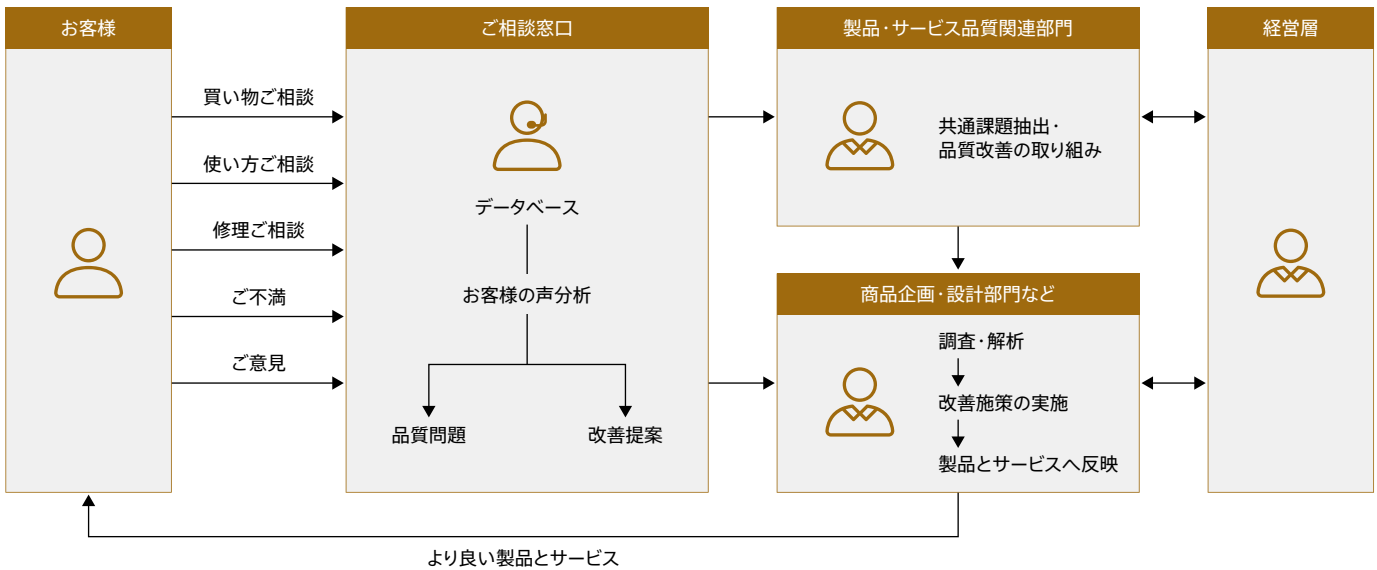 お客様
買い物ご相談
使い方ご相談
修理ご相談
ご不満
ご意見
ご相談窓口
データベース
お客様の声分析
品質問題
改善提案
製品・サービス品質関連部門
共通課題抽出・
品質改善の取り組み
商品企画・設計部門など
調査・解析
改善施策の実施
製品とサービスへ反映
経営層
より良い製品とサービス